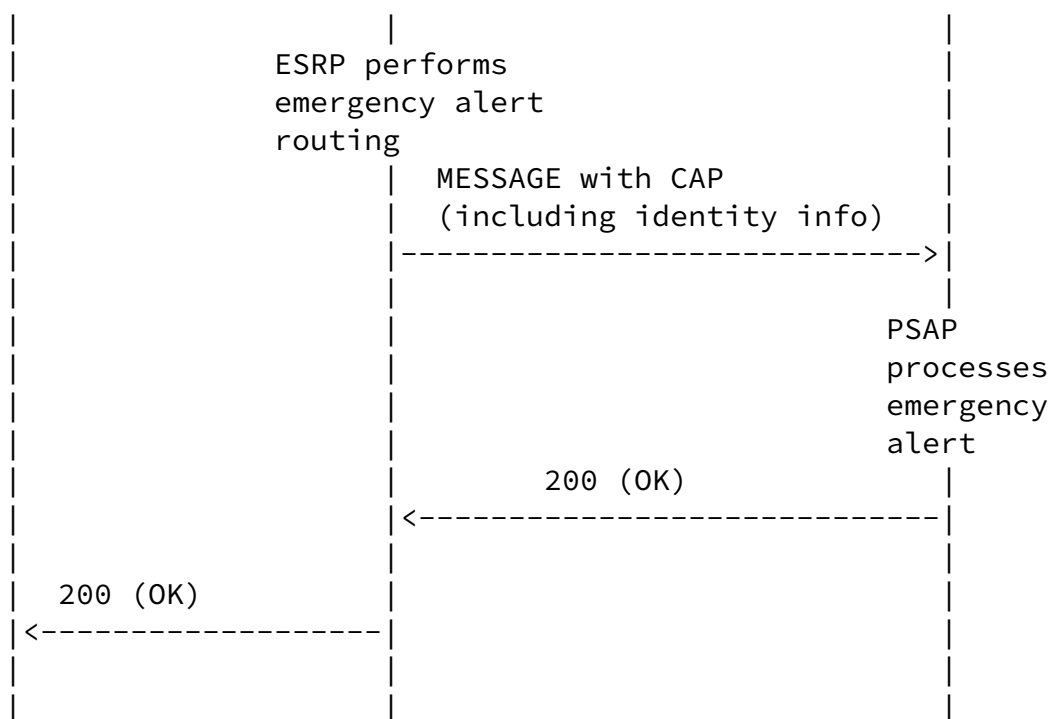 ESRP performs
emergency alert
routing
MESSAGE with CAP
(including identity info)
PSAP
processes
emergency
alert
200 (OK)
200 (OK)